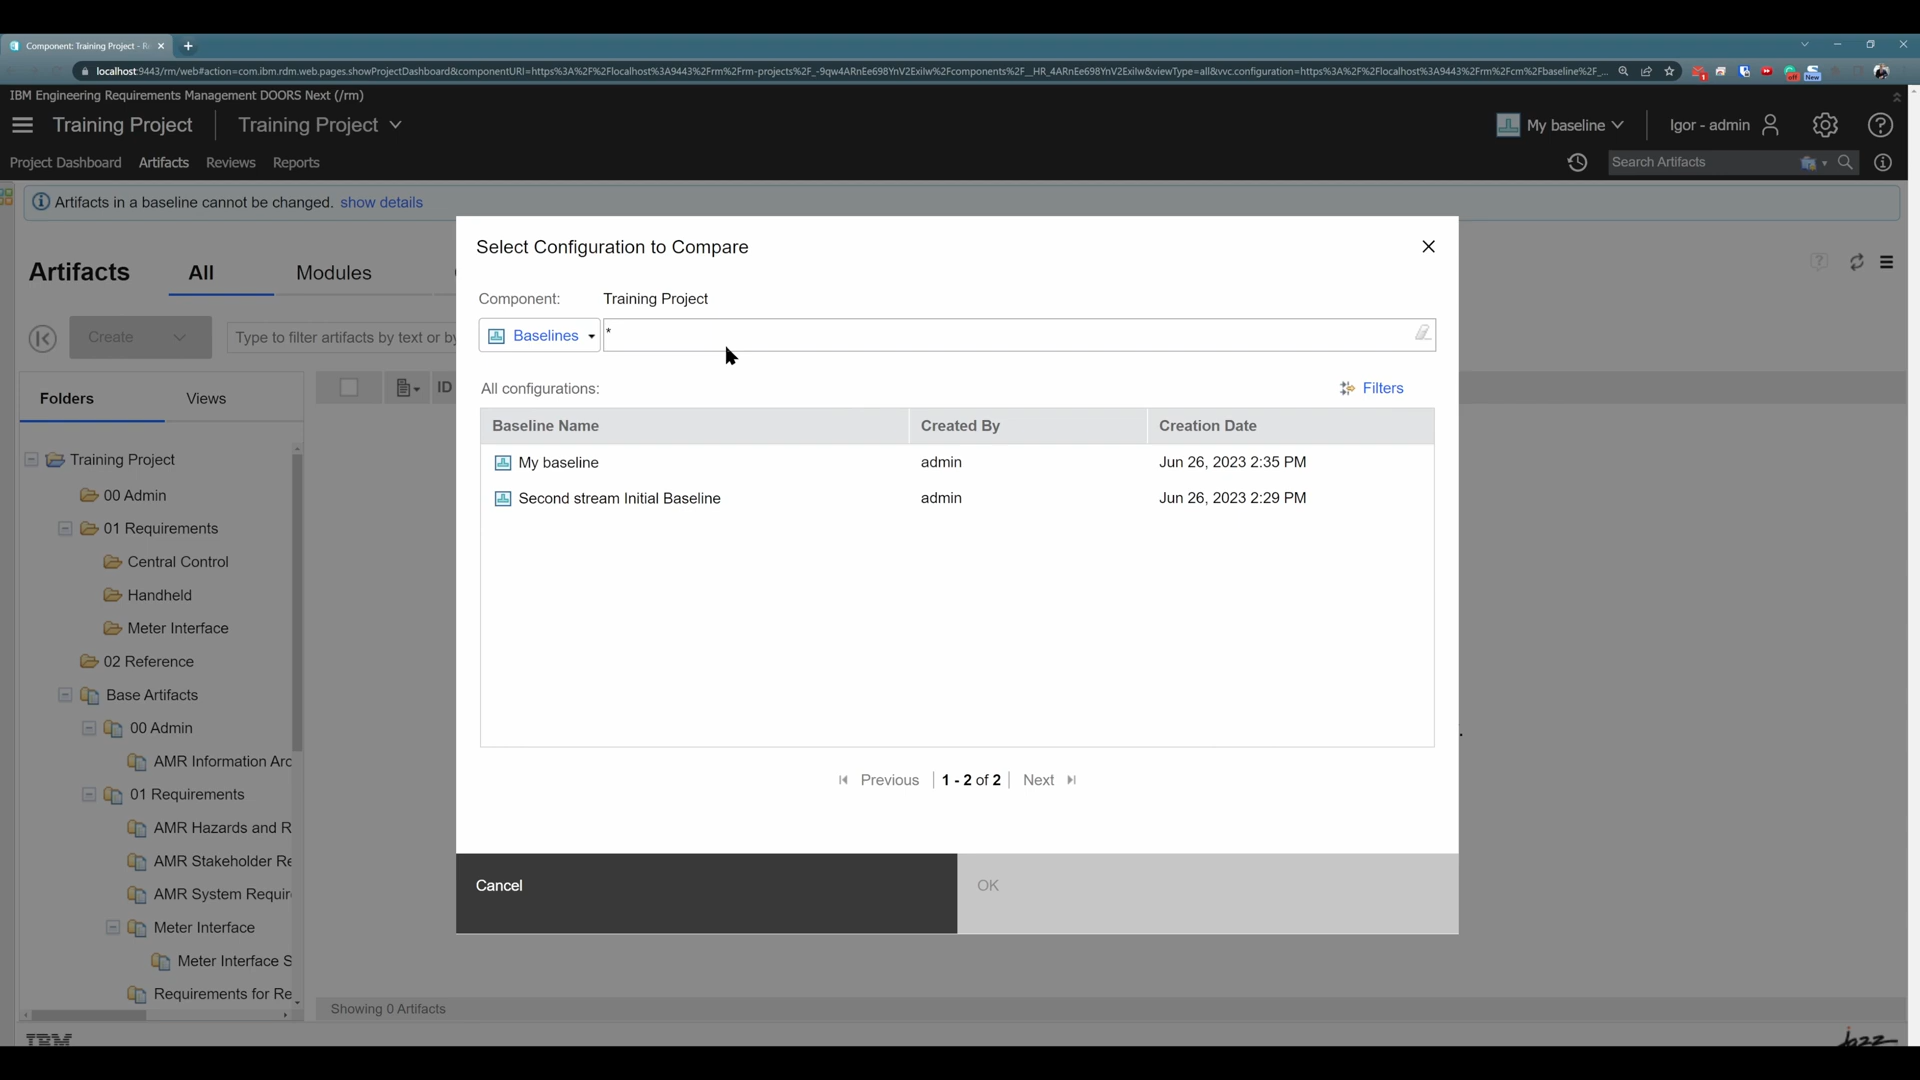 Component: Training Project - R
localhost:9443/rm/web#action=com.ibm.rdm.web.pages.showProjectDashboard&componentURI=https%3A%2F%2Flocalhost%3A9443%2Frm%2Frm-projects%2F_-9qw4ARnEe698YnV2ExiIw%2Fcomponents%2F__HR_4ARnEe698YnV2ExiIw&viewType=all&vvc.configuration=https%3A%2F%2Flocalhost%3A9443%2Frm%2Fcm%2Fbaseline%2F_...
1
off
New
IBM Engineering Requirements Management DOORS Next (/rm)
Training Project Training Project My baseline Igor - admin
Project Dashboard Artifacts Reviews Reports Search Artifacts
Artifacts in a baseline cannot be changed. show details
Select Configuration to Compare
Artifacts All Modules
Component: Training Project
Create Type to filter artifacts by text or by Baselines *
All configurations: Filters
Folders Views ID
Baseline Name Created By Creation Date
Training Project My baseline admin Jun 26, 2023 2:35 PM
00 Admin Second stream Initial Baseline admin Jun 26, 2023 2:29 PM
01 Requirements
Central Control
Handheld
Meter Interface
02 Reference
Base Artifacts
00 Admin
AMR Information Arc
Previous 1 - 2 of 2 Next
01 Requirements
AMR Hazards and R
AMR Stakeholder Re
Cancel OK
AMR System Requir
Meter Interface
Meter Interface S
Requirements for Re
Showing 0 Artifacts
IBM
jazz